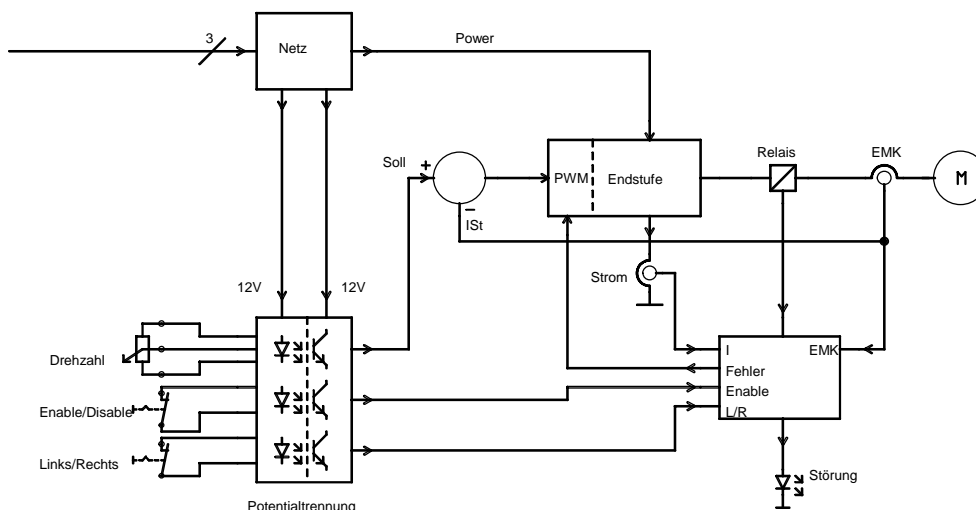 3
Netz
Power
Soll
+
PWM
Endstufe
Relais
EMK
M
−
ISt
Strom
12V
12V
Drehzahl
I
EMK
Fehler
Enable
Enable/Disable
L/R
Links/Rechts
Störung
Potentialtrennung